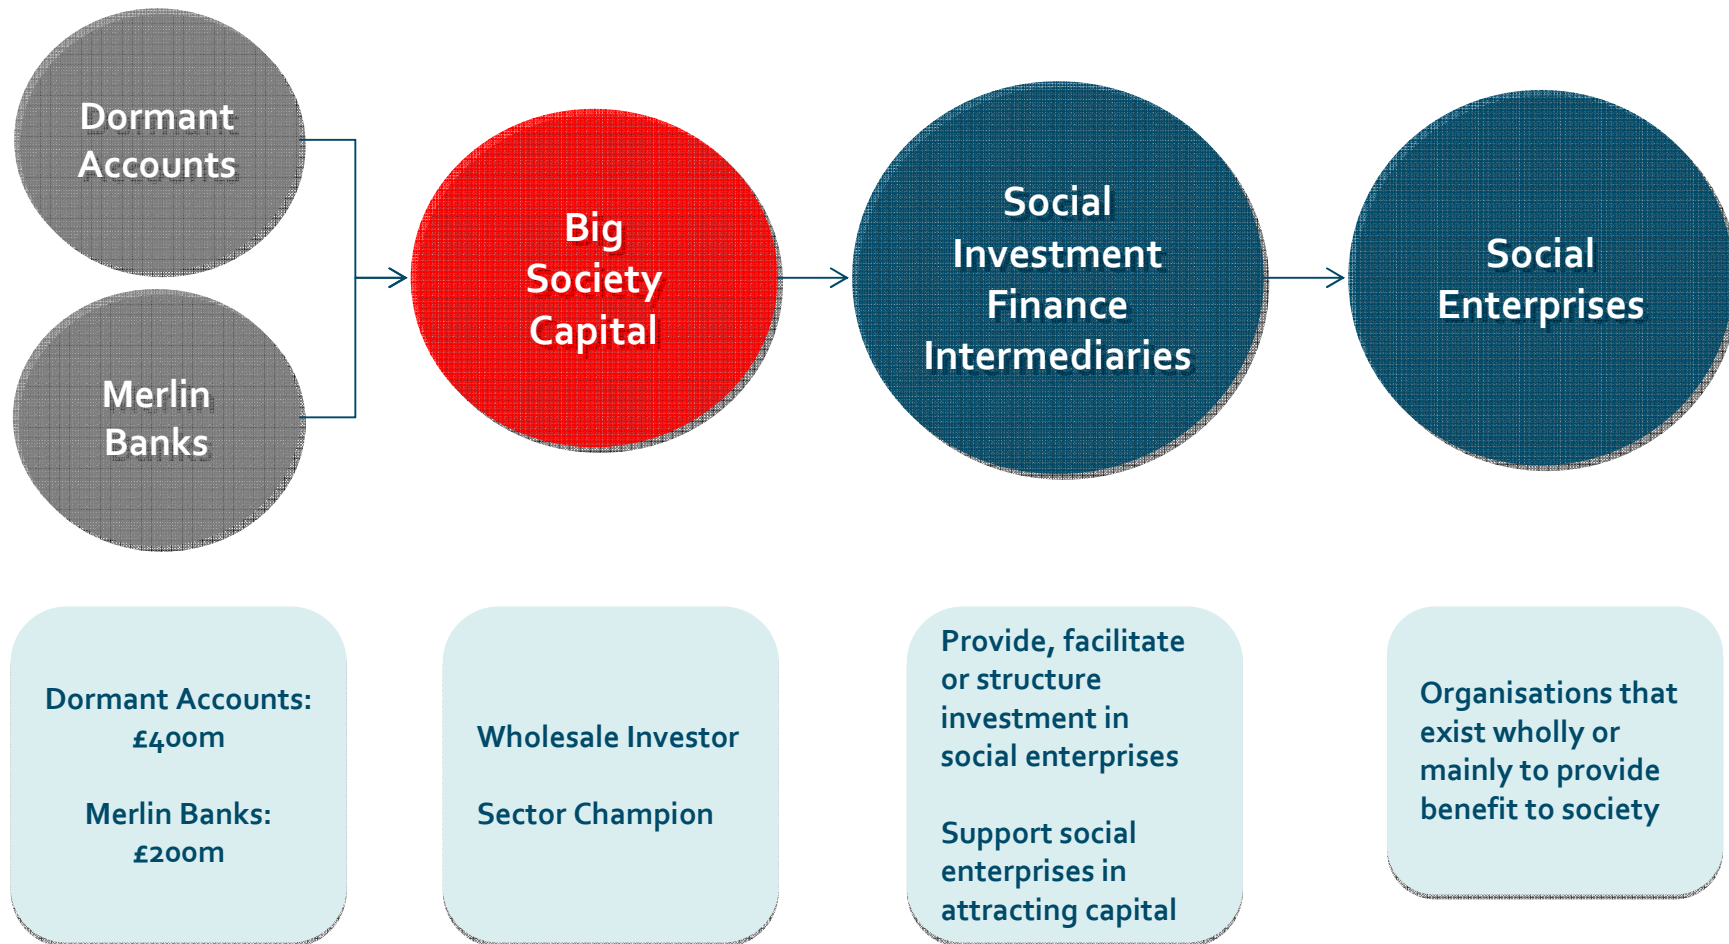 Dormant
Accounts
Merlin
Banks
Big
Society
Capital
Social
Investment
Finance
Intermediaries
Social
Enterprises
Dormant Accounts:
£400m
Merlin Banks:
£200m
Wholesale Investor
Sector Champion
Provide, facilitate
or structure
investment in
social enterprises
Support social
enterprises in
attracting capital
Organisations that
exist wholly or
mainly to provide
benefit to society